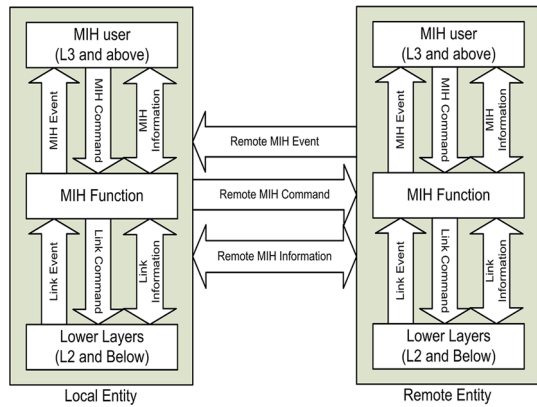 MIH user
(L3 and above)
MIH Event
MIH Command
MIH
Information
MIH Function
Link Event
Link Command
Link
Information
Lower Layers
(L2 and Below)
Local Entity
Remote MIH Event
Remote MIH Command
Remote MIH Information
MIH user
(L3 and above)
MIH Event
MIH Command
MIH
Information
MIH Function
Link Event
Link Command
Link
Information
Lower Layers
(L2 and Below)
Remote Entity